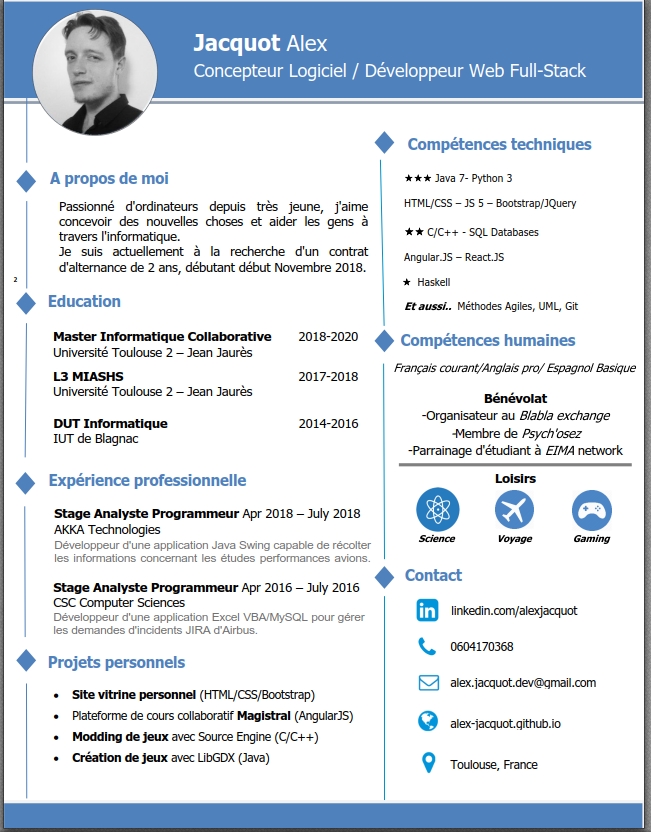 Jacquot Alex
Concepteur Logiciel / Développeur Web Full-Stack
A propos de moi
Passionné d'ordinateurs depuis très jeune, j'aime
concevoir des nouvelles choses et aider les gens à
travers l'informatique.
Je suis actuellement à la recherche d'un contrat
d'alternance de 2 ans, débutant début Novembre 2018.
2
Education
Master Informatique Collaborative 2018-2020
Université Toulouse 2 – Jean Jaurès
L3 MIASHS 2017-2018
Université Toulouse 2 – Jean Jaurès
DUT Informatique 2014-2016
IUT de Blagnac
Expérience professionnelle
Stage Analyste Programmeur Apr 2018 – July 2018
AKKA Technologies
Développeur d'une application Java Swing capable de récolter
les informations concernant les études performances avions.
Stage Analyste Programmeur Apr 2016 – July 2016
CSC Computer Sciences
Développeur d'une application Excel VBA/MySQL pour gérer
les demandes d'incidents JIRA d'Airbus.
Projets personnels
• Site vitrine personnel (HTML/CSS/Bootstrap)
• Plateforme de cours collaboratif Magistral (AngularJS)
• Modding de jeux avec Source Engine (C/C++)
• Création de jeux avec LibGDX (Java)
Compétences techniques
★★★ Java 7- Python 3
HTML/CSS – JS 5 – Bootstrap/JQuery
★★ C/C++ - SQL Databases
Angular.JS – React.JS
★ Haskell
Et aussi.. Méthodes Agiles, UML, Git
Compétences humaines
Français courant/Anglais pro/ Espagnol Basique
Bénévolat
-Organisateur au Blabla exchange
-Membre de Psych'osez
-Parrainage d'étudiant à EIMA network
Loisirs
Science Voyage Gaming
Contact
linkedin.com/alexjacquot
0604170368
alex.jacquot.dev@gmail.com
alex-jacquot.github.io
Toulouse, France